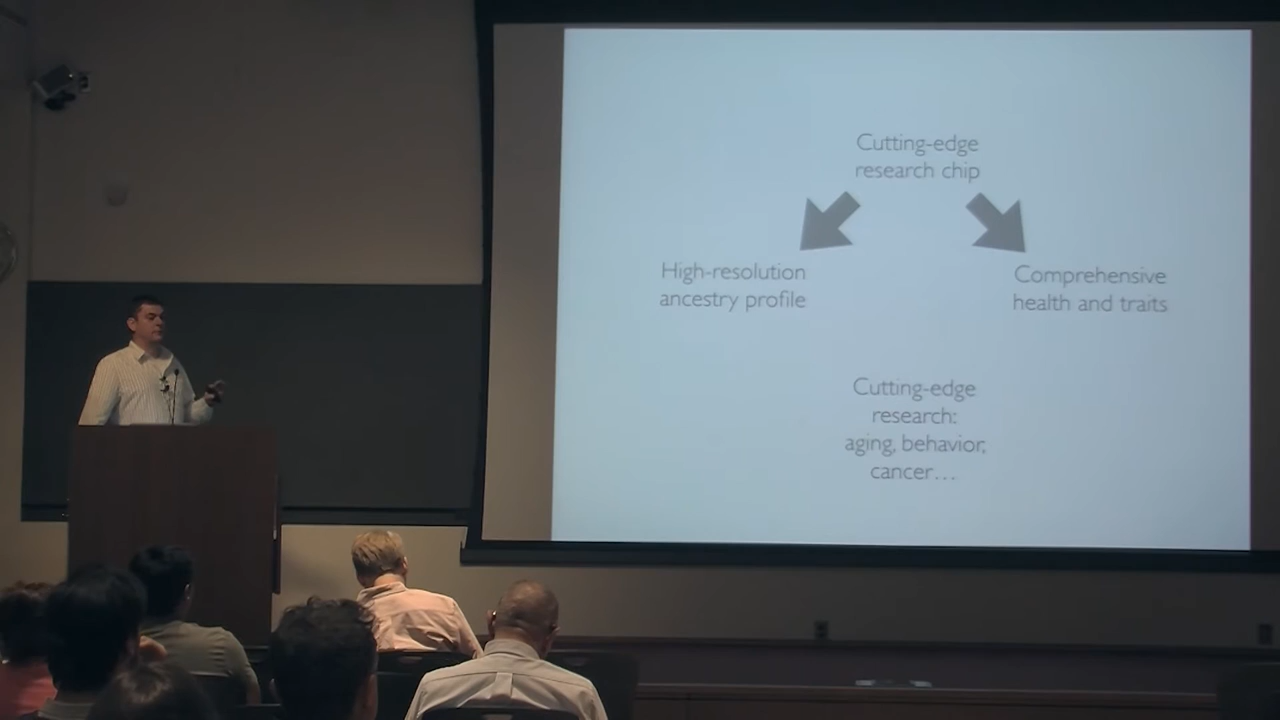 Cutting-edge
research chip
High-resolution
ancestry profile
Comprehensive
health and traits
Cutting-edge
research:
aging, behavior,
cancer…